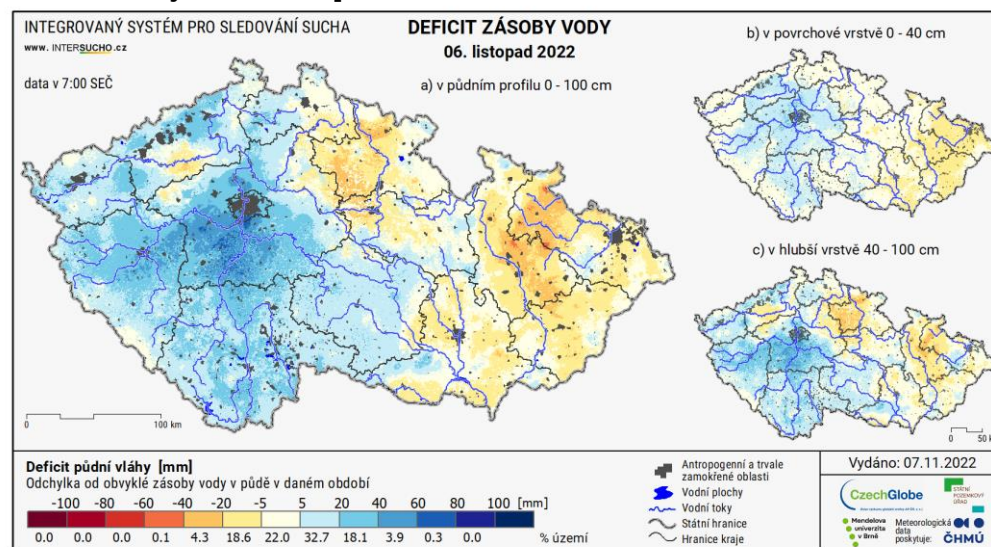 INTEGROVANÝ SYSTÉM PRO SLEDOVÁNÍ SUCHA
www. INTERSUCHO.cz
data v 7:00 SEČ
DEFICIT ZÁSOBY VODY
06. listopad 2022
a) v půdním profilu 0 - 100 cm
b) v povrchové vrstvě 0 - 40 cm
c) v hlubší vrstvě 40 - 100 cm
0 100 km
0 50 k
Deficit půdní vláhy [mm]
Odchylka od obvyklé zásoby vody v půdě v daném období
-100 -80 -60 -40 -20 -5 5 20 40 60 80 100 [mm]
0.0 0.0 0.0 0.1 4.3 18.6 22.0 32.7 18.1 3.9 0.3 0.0 % území
Antropogenní a trvale
zamokřené oblasti
Vodní plochy
Vodní toky
Státní hranice
Hranice kraje
Vydáno: 07.11.2022
CzechGlobe
STÁTNÍ
POZEMKOVÝ
ÚŘAD
Mendelova
univerzita
v Brně
Meteorologická
data
poskytuje:
ČHMÚ